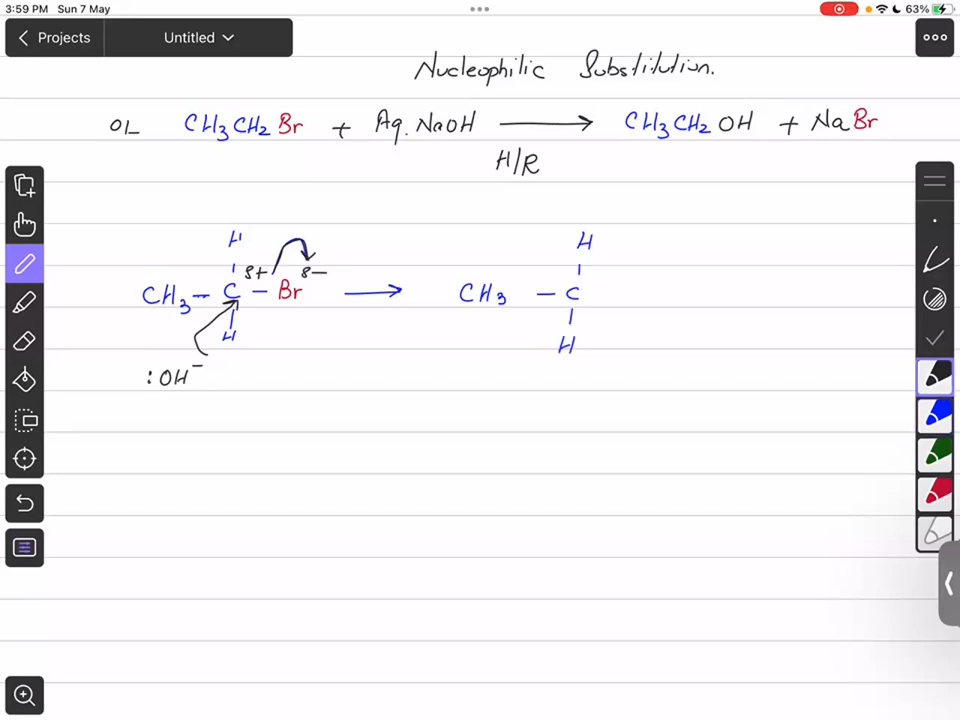 3:59 PM Sun 7 May 63%
Projects Untitled
Nucleophilic Substitution.
OL CH3CH2Br + Aq. NaOH → CH3CH2OH + NaBr
H/R
H H
δ+ δ−
CH3 – C – Br → CH3 – C
H H
:OH−